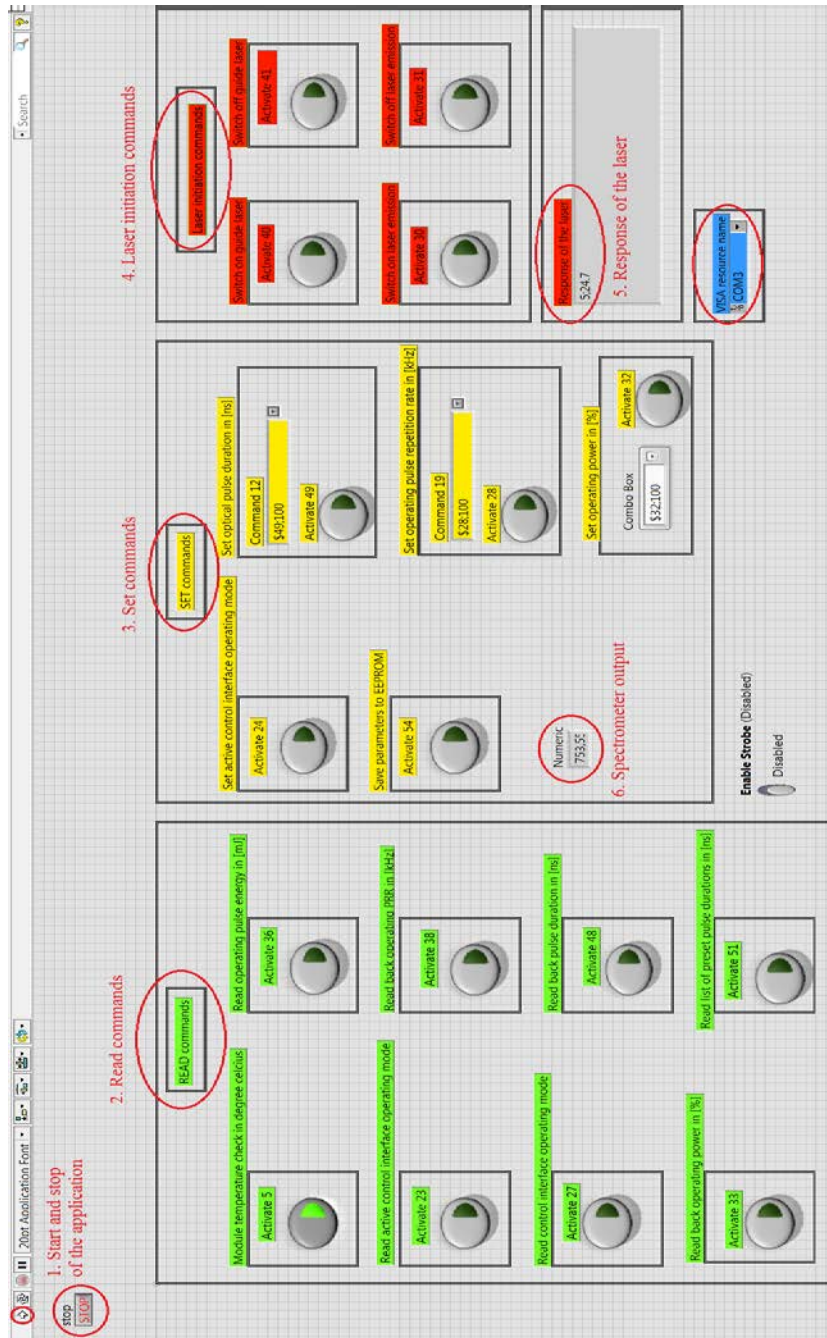 20pt Application Font
Search
stop
STOP
1. Start and stop
of the application
2. Read commands
READ commands
Module temperature check in degree celcius
Activate 5
Read operating pulse energy in [mJ]
Activate 36
Read active control interface operating mode
Activate 23
Read back operating PRR in [kHz]
Activate 38
Read control interface operating mode
Activate 27
Read back pulse duration in [ns]
Activate 48
Read back operating power in [%]
Activate 33
Read list of preset pulse durations in [ns]
Activate 51
3. Set commands
SET commands
Set active control interface operating mode
Activate 24
Set optical pulse duration in [ns]
Command 12
$49;100
Activate 49
Save parameters to EEPROM
Activate 54
Set operating pulse repetition rate in [kHz]
Command 19
$28;100
Activate 28
Numeric
753,5
6. Spectrometer output
Set operating power in [%]
Combo Box
$32;100
Activate 32
Enable Strobe (Disabled)
Disabled
4. Laser initiation commands
Laser initiation commands
Switch on guide laser
Activate 40
Switch off guide laser
Activate 41
Switch on laser emission
Activate 30
Switch off laser emission
Activate 31
Response of the laser
5;24.7
5. Response of the laser
VISA resource name
COM3